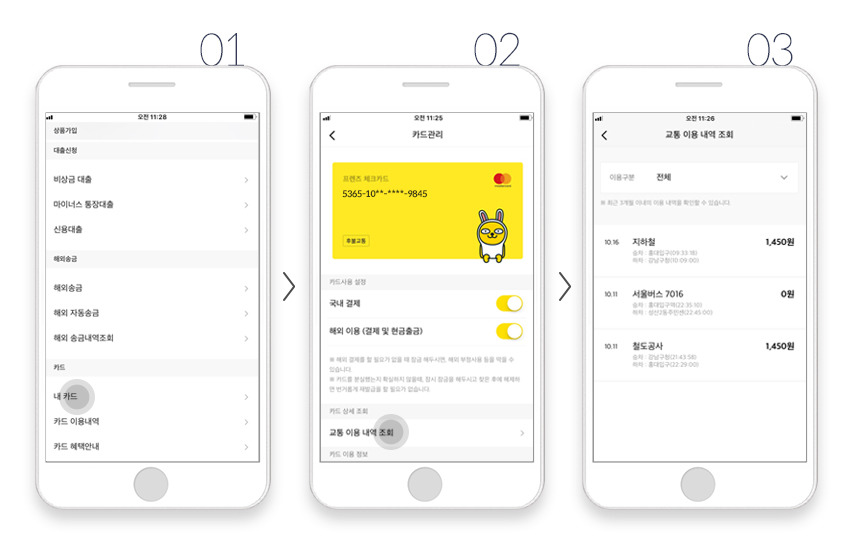 01
오전 11:28
상품가입
대출신청
비상금 대출
마이너스 통장대출
신용대출
해외송금
해외송금
해외 자동송금
해외 송금내역조회
카드
내 카드
카드 이용내역
카드 혜택안내
02
오전 11:25
카드관리
프렌즈 체크카드
5365-10**-****-9845
후불교통
카드사용 설정
국내 결제
해외 이용 (결제 및 현금출금)
※ 해외 결제를 할 필요가 없을 때 잠금 해두시면, 해외 부정사용 등을 막을 수
있습니다.
※ 카드를 분실했는지 확실하지 않을때, 잠시 잠금을 해두시고 찾은 후에 해제하
면 번거롭게 재발급을 할 필요가 없습니다.
카드 상세 조회
교통 이용 내역 조회
카드 이용 정보
03
오전 11:26
교통 이용 내역 조회
이용구분 전체
※ 최근 3개월 이내의 이용 내역을 확인할 수 있습니다.
10.16 지하철 1,450원
승차 : 홍대입구(09:33:18)
하차 : 강남구청(10:09:00)
10.11 서울버스 7016 0원
승차 : 홍대입구역(22:35:10)
하차 : 성산2동주민센(22:45:00)
10.11 철도공사 1,450원
승차 : 강남구청(21:43:58)
하차 : 홍대입구(22:29:00)